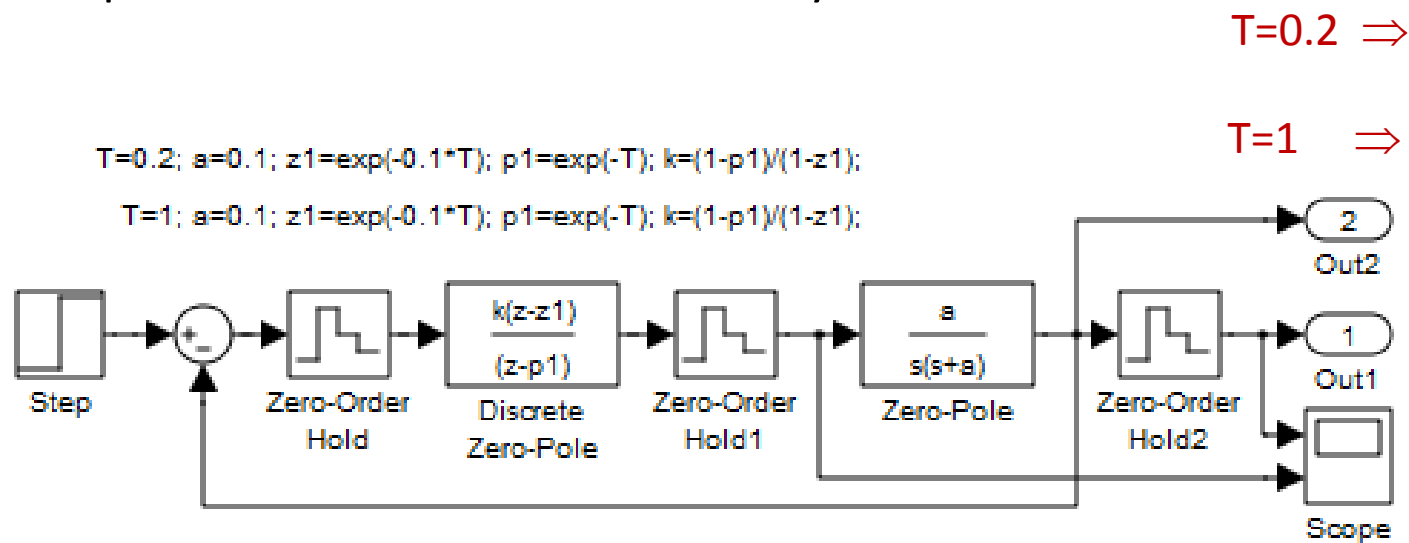 T=0.2 ⇒
T=1 ⇒
T=0.2; a=0.1; z1=exp(-0.1*T); p1=exp(-T); k=(1-p1)/(1-z1);
T=1; a=0.1; z1=exp(-0.1*T); p1=exp(-T); k=(1-p1)/(1-z1);
2
Out2
k(z-z1)
(z-p1)
a
s(s+a)
1
Out1
+
-
Step
Zero-Order
Hold
Discrete
Zero-Pole
Zero-Order
Hold1
Zero-Pole
Zero-Order
Hold2
Scope